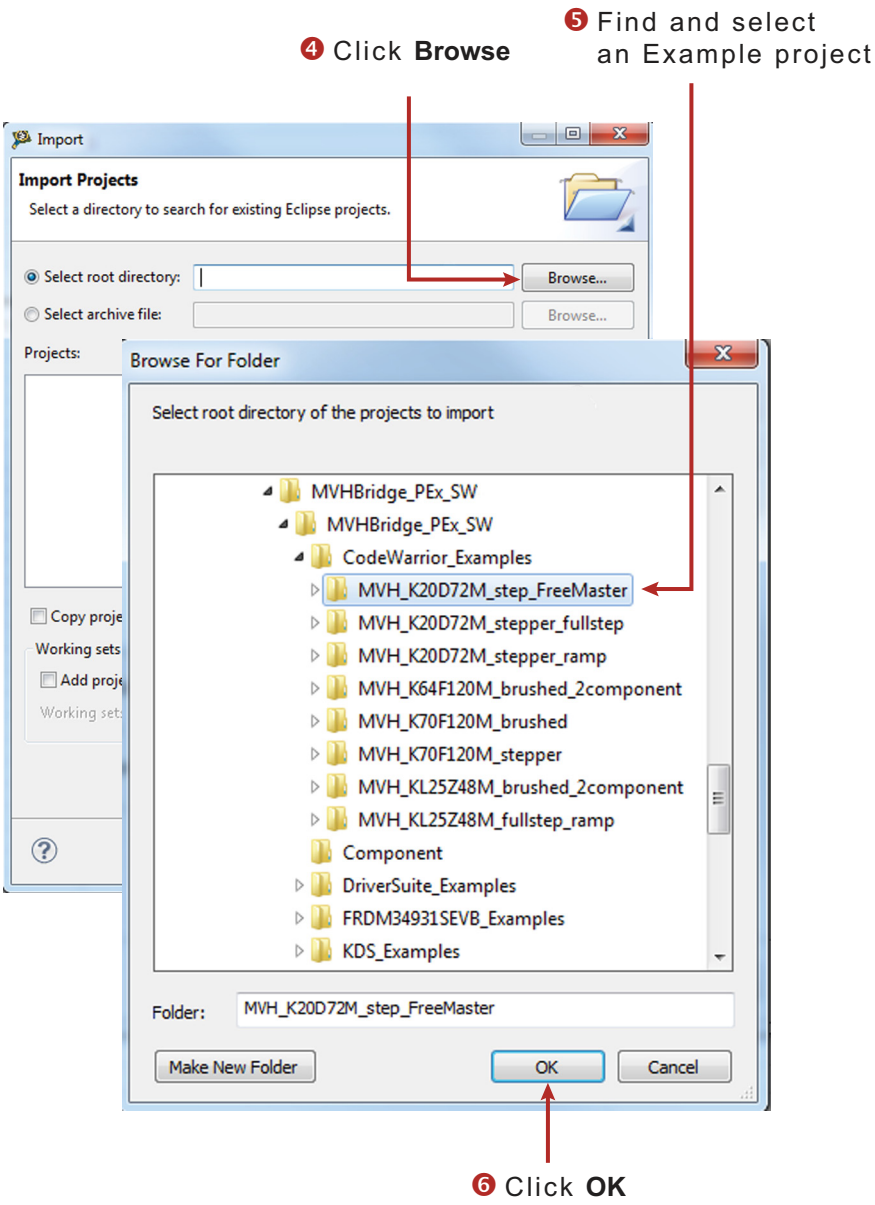 ❺ Find and select
an Example project
❹ Click Browse
Import
Import Projects
Select a directory to search for existing Eclipse projects.
Select root directory:
Browse...
Select archive file:
Browse...
Projects:
Browse For Folder
Select root directory of the projects to import
MVHBridge_PEx_SW
MVHBridge_PEx_SW
CodeWarrior_Examples
MVH_K20D72M_step_FreeMaster
MVH_K20D72M_stepper_fullstep
MVH_K20D72M_stepper_ramp
MVH_K64F120M_brushed_2component
MVH_K70F120M_brushed
MVH_K70F120M_stepper
MVH_KL25Z48M_brushed_2component
MVH_KL25Z48M_fullstep_ramp
Component
DriverSuite_Examples
FRDM34931SEVB_Examples
KDS_Examples
Copy proje
Working sets
Add proje
Working set
Folder:
MVH_K20D72M_step_FreeMaster
Make New Folder
OK
Cancel
❻ Click OK